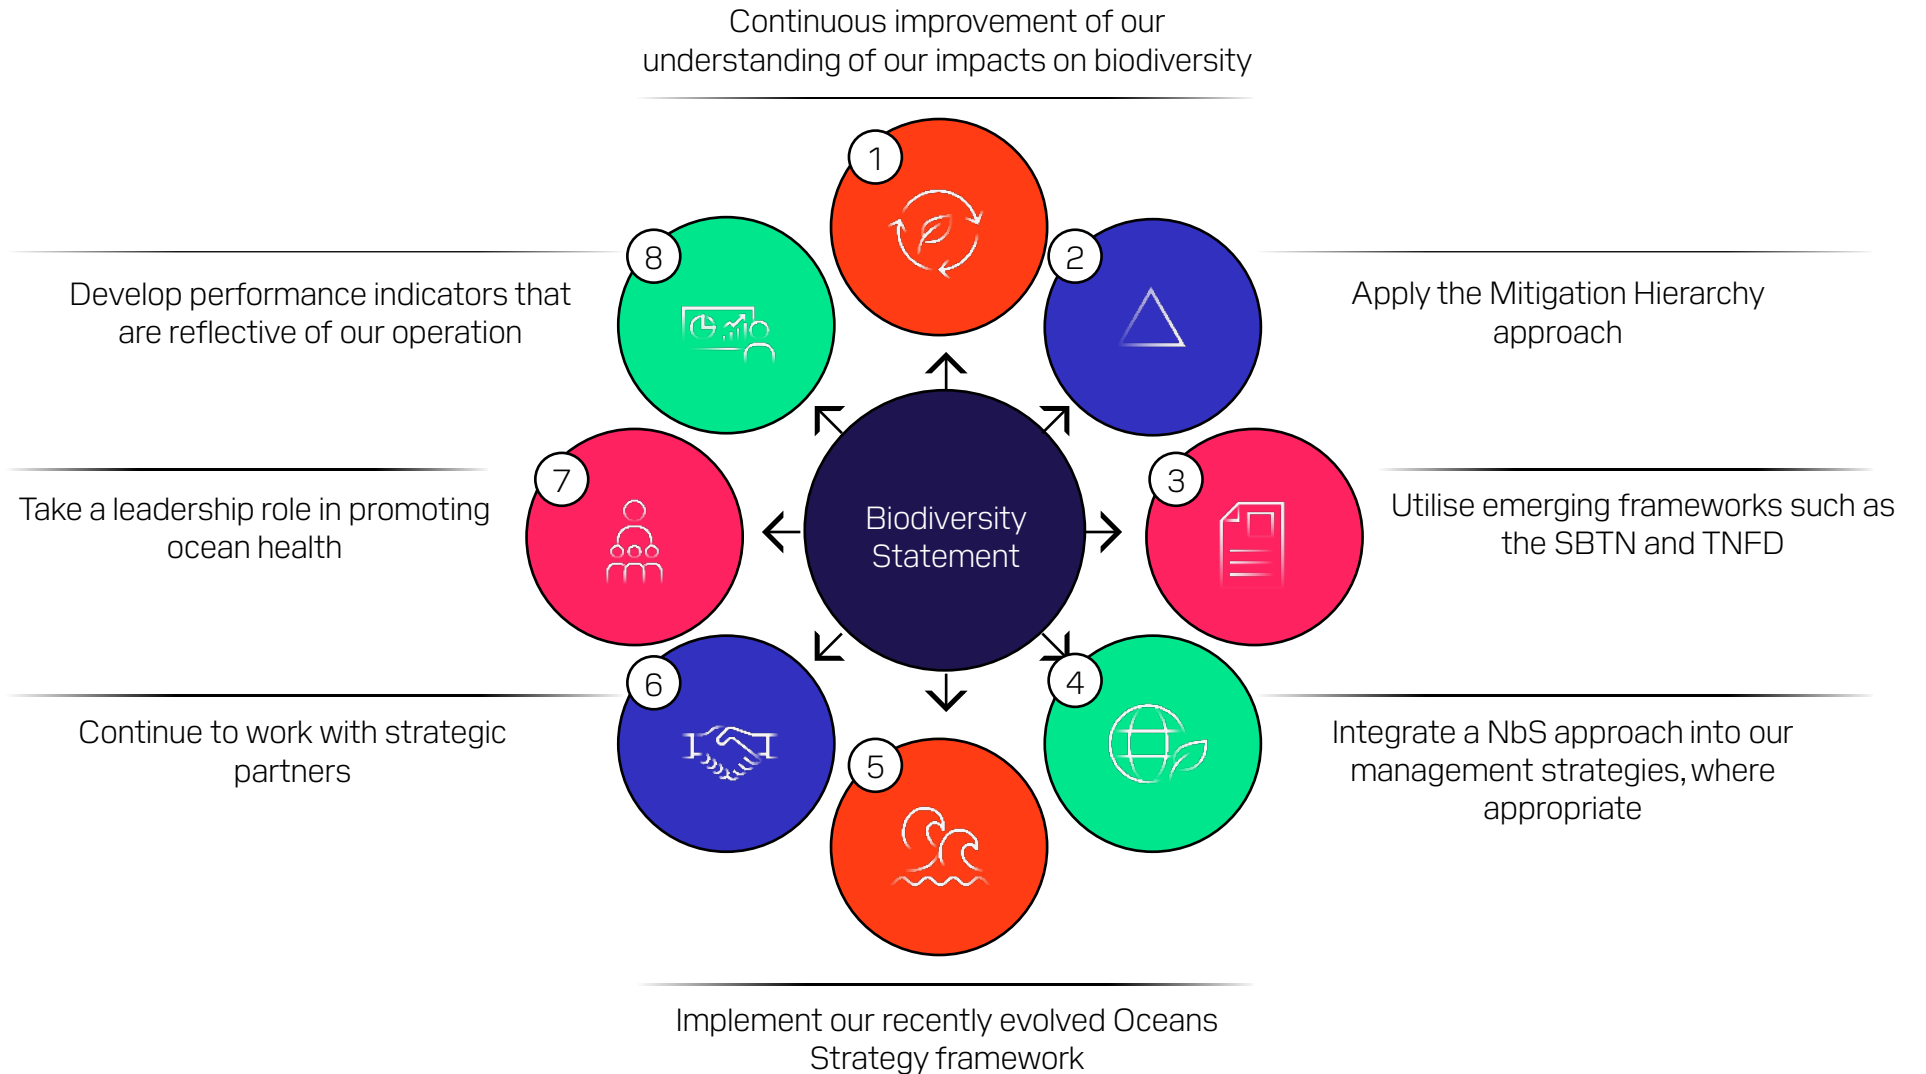 Continuous improvement of our
understanding of our impacts on biodiversity
1
2
Apply the Mitigation Hierarchy
approach
3
Utilise emerging frameworks such as
the SBTN and TNFD
4
Integrate a NbS approach into our
management strategies, where
appropriate
5
Implement our recently evolved Oceans
Strategy framework
6
Continue to work with strategic
partners
7
Take a leadership role in promoting
ocean health
8
Develop performance indicators that
are reflective of our operation
Biodiversity
Statement